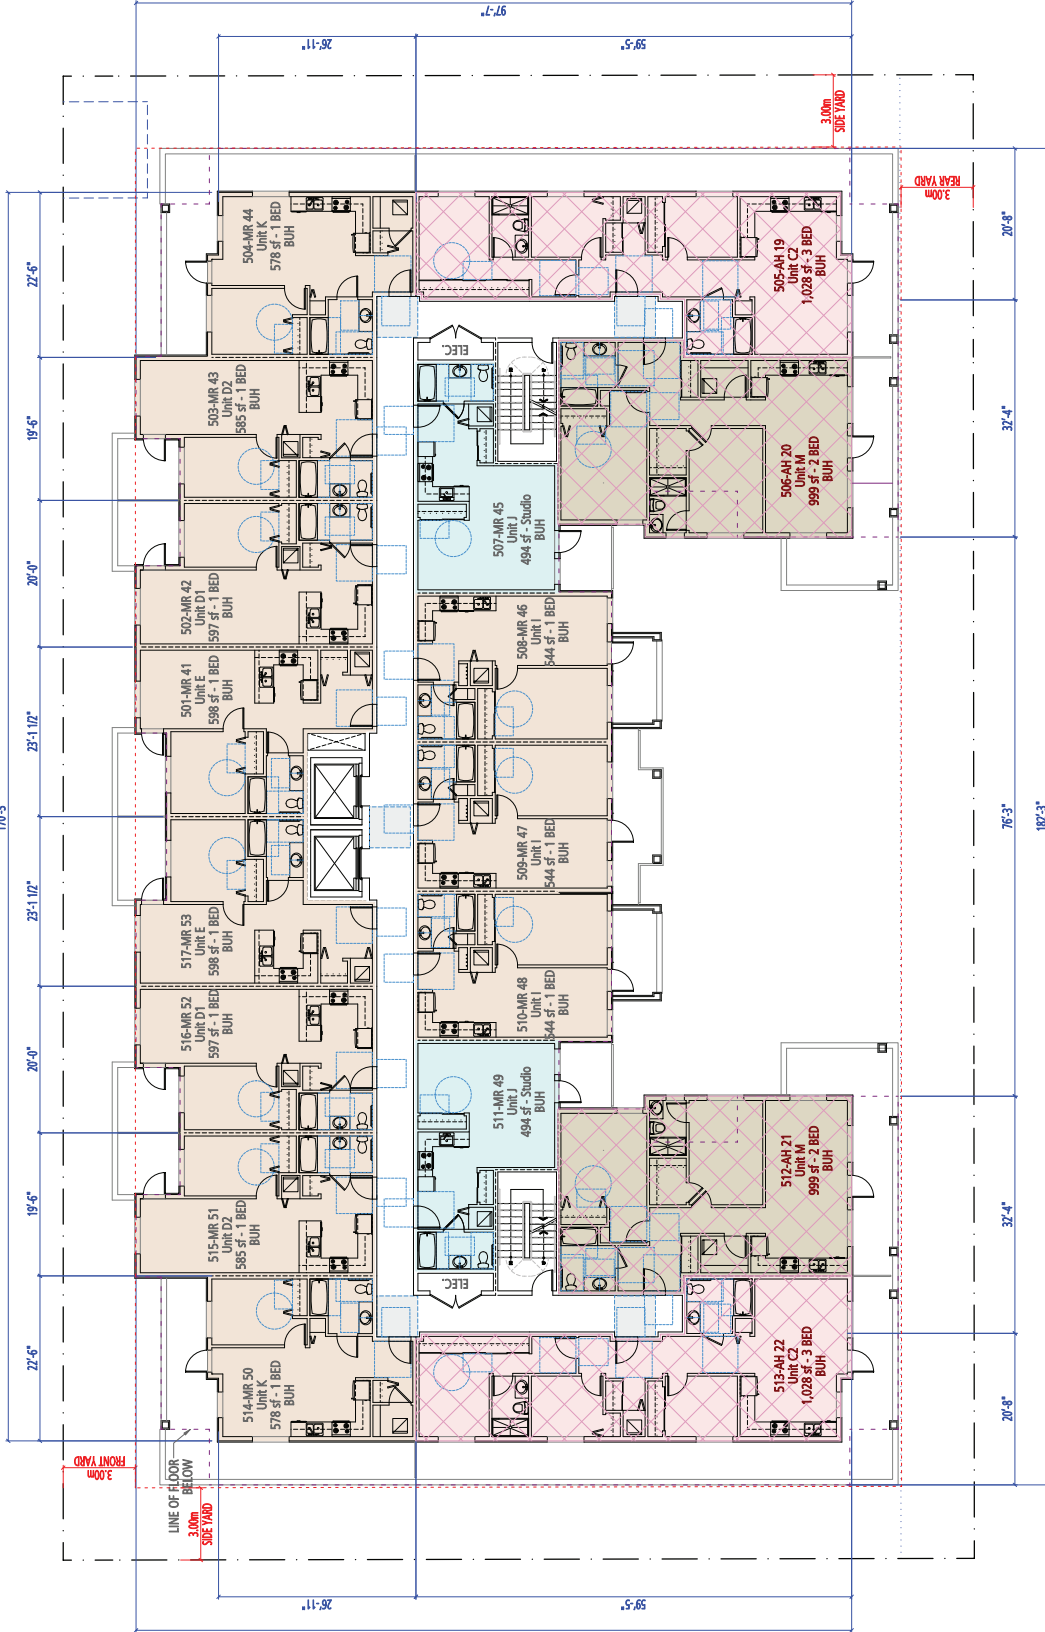 97'-7"
26'-11"
59'-5"
3.00m
SIDE YARD
3.00m
REAR YARD
504-MR 44
Unit K
578 sf - 1 BED
BUH
505-AH 19
Unit C2
1,028 sf - 3 BED
BUH
22'-6"
20'-8"
ELEC.
503-MR 43
Unit D2
585 sf - 1 BED
BUH
19'-6"
32'-4"
506-AH 20
Unit M
999 sf - 2 BED
BUH
507-MR 45
Unit J
494 sf - Studio
BUH
502-MR 42
Unit D1
597 sf - 1 BED
BUH
20'-0"
508-MR 46
Unit I
544 sf - 1 BED
BUH
501-MR 41
Unit E
598 sf - 1 BED
BUH
23'-1 1/2"
76'-3"
182'-3"
509-MR 47
Unit I
544 sf - 1 BED
BUH
23'-1 1/2"
517-MR 53
Unit E
598 sf - 1 BED
BUH
510-MR 48
Unit I
544 sf - 1 BED
BUH
516-MR 52
Unit D1
597 sf - 1 BED
BUH
20'-0"
511-MR 49
Unit J
494 sf - Studio
BUH
512-AH 21
Unit M
999 sf - 2 BED
BUH
515-MR 51
Unit D2
585 sf - 1 BED
BUH
19'-6"
32'-4"
ELEC.
514-MR 50
Unit K
578 sf - 1 BED
BUH
513-AH 22
Unit C2
1,028 sf - 3 BED
BUH
22'-6"
20'-8"
3.00m
FRONT YARD
LINE OF FLOOR
BELOW
3.00m
SIDE YARD
26'-11"
59'-5"